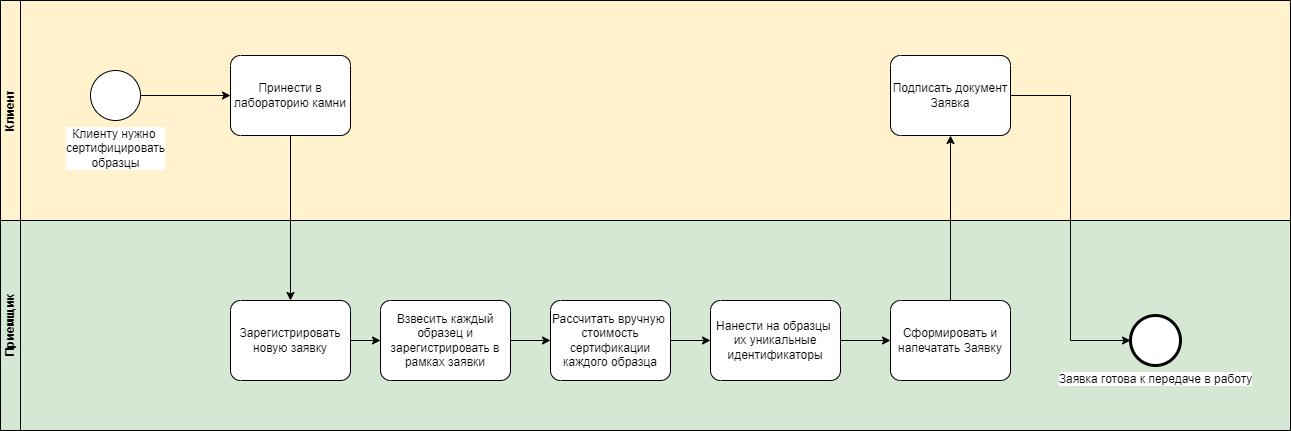 Клиент
Клиенту нужно
сертифицировать
образцы
Принести в
лабораторию камни
Подписать документ
Заявка
Приемщик
Зарегистрировать
новую заявку
Взвесить каждый
образец и
зарегистрировать в
рамках заявки
Рассчитать вручную
стоимость
сертификации
каждого образца
Нанести на образцы
их уникальные
идентификаторы
Сформировать и
напечатать Заявку
Заявка готова к передаче в работу